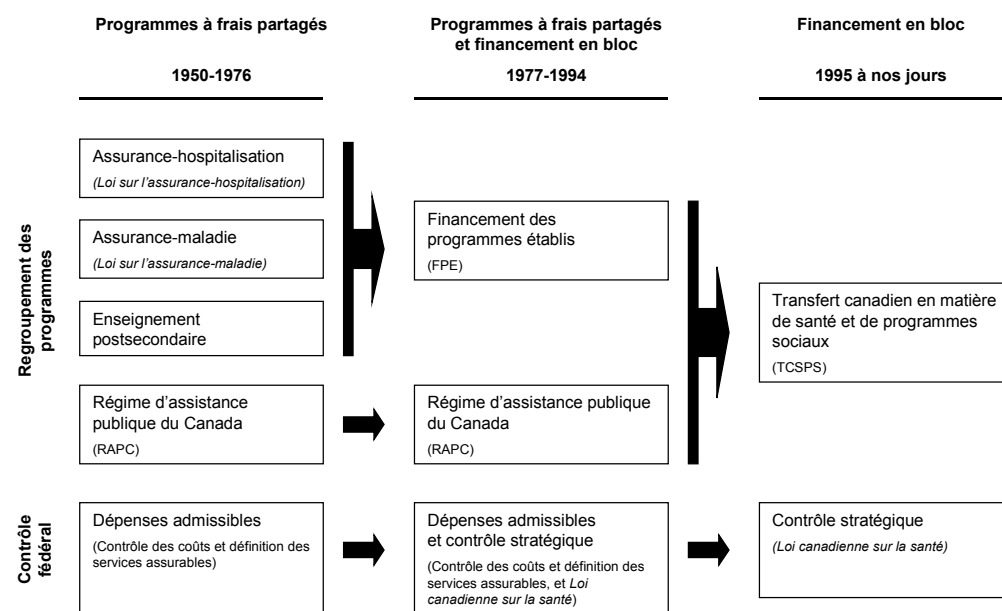 Programmes à frais partagés
1950-1976
Programmes à frais partagés
et financement en bloc
1977-1994
Financement en bloc
1995 à nos jours
Regroupement des
programmes
Assurance-hospitalisation
(Loi sur l'assurance-hospitalisation)
Assurance-maladie
(Loi sur l'assurance-maladie)
Enseignement
postsecondaire
Régime d'assistance
publique du Canada
(RAPC)
Financement des
programmes établis
(FPE)
Régime d'assistance publique
du Canada
(RAPC)
Transfert canadien en matière
de santé et de programmes
sociaux
(TCSPS)
Contrôle
fédéral
Dépenses admissibles
(Contrôle des coûts et définition des
services assurables)
Dépenses admissibles
et contrôle stratégique
(Contrôle des coûts et définition des
services assurables, et Loi
canadienne sur la santé)
Contrôle stratégique
(Loi canadienne sur la santé)